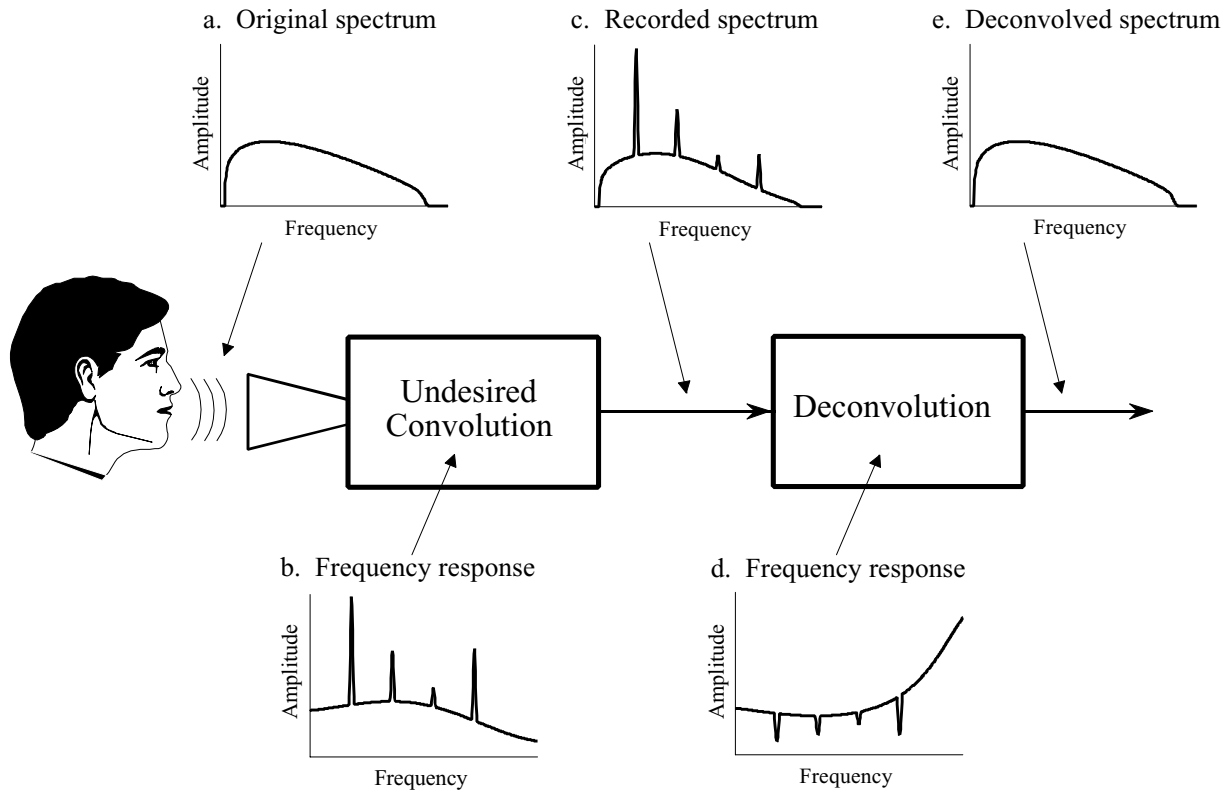 a. Original spectrum
Amplitude
Frequency
c. Recorded spectrum
Amplitude
Frequency
e. Deconvolved spectrum
Amplitude
Frequency
Undesired
Convolution
Deconvolution
b. Frequency response
Amplitude
Frequency
d. Frequency response
Amplitude
Frequency